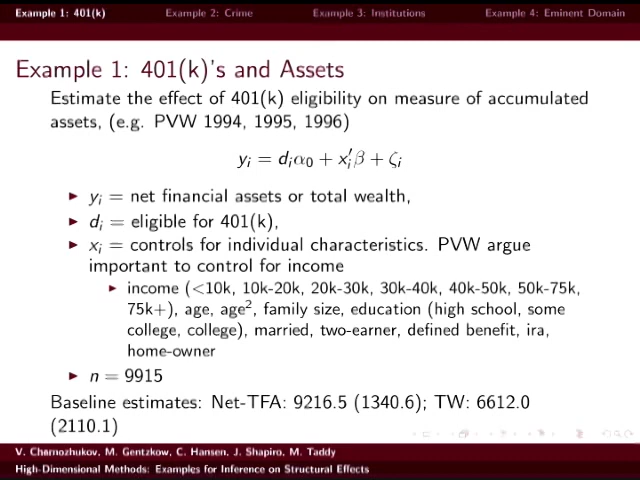 Example 1: 401(k) Example 2: Crime Example 3: Institutions Example 4: Eminent Domain
Example 1: 401(k)'s and Assets
Estimate the effect of 401(k) eligibility on measure of accumulated
assets, (e.g. PVW 1994, 1995, 1996)
yᵢ = dᵢα₀ + xᵢ′β + ζᵢ
▶ yᵢ = net financial assets or total wealth,
▶ dᵢ = eligible for 401(k),
▶ xᵢ = controls for individual characteristics. PVW argue
important to control for income
▶ income (<10k, 10k-20k, 20k-30k, 30k-40k, 40k-50k, 50k-75k,
75k+), age, age², family size, education (high school, some
college, college), married, two-earner, defined benefit, ira,
home-owner
▶ n = 9915
Baseline estimates: Net-TFA: 9216.5 (1340.6); TW: 6612.0
(2110.1)
V. Charnozhukov, M. Gentzkow, C. Hansen, J. Shapiro, M. Taddy
High-Dimensional Methods: Examples for Inference on Structural Effects